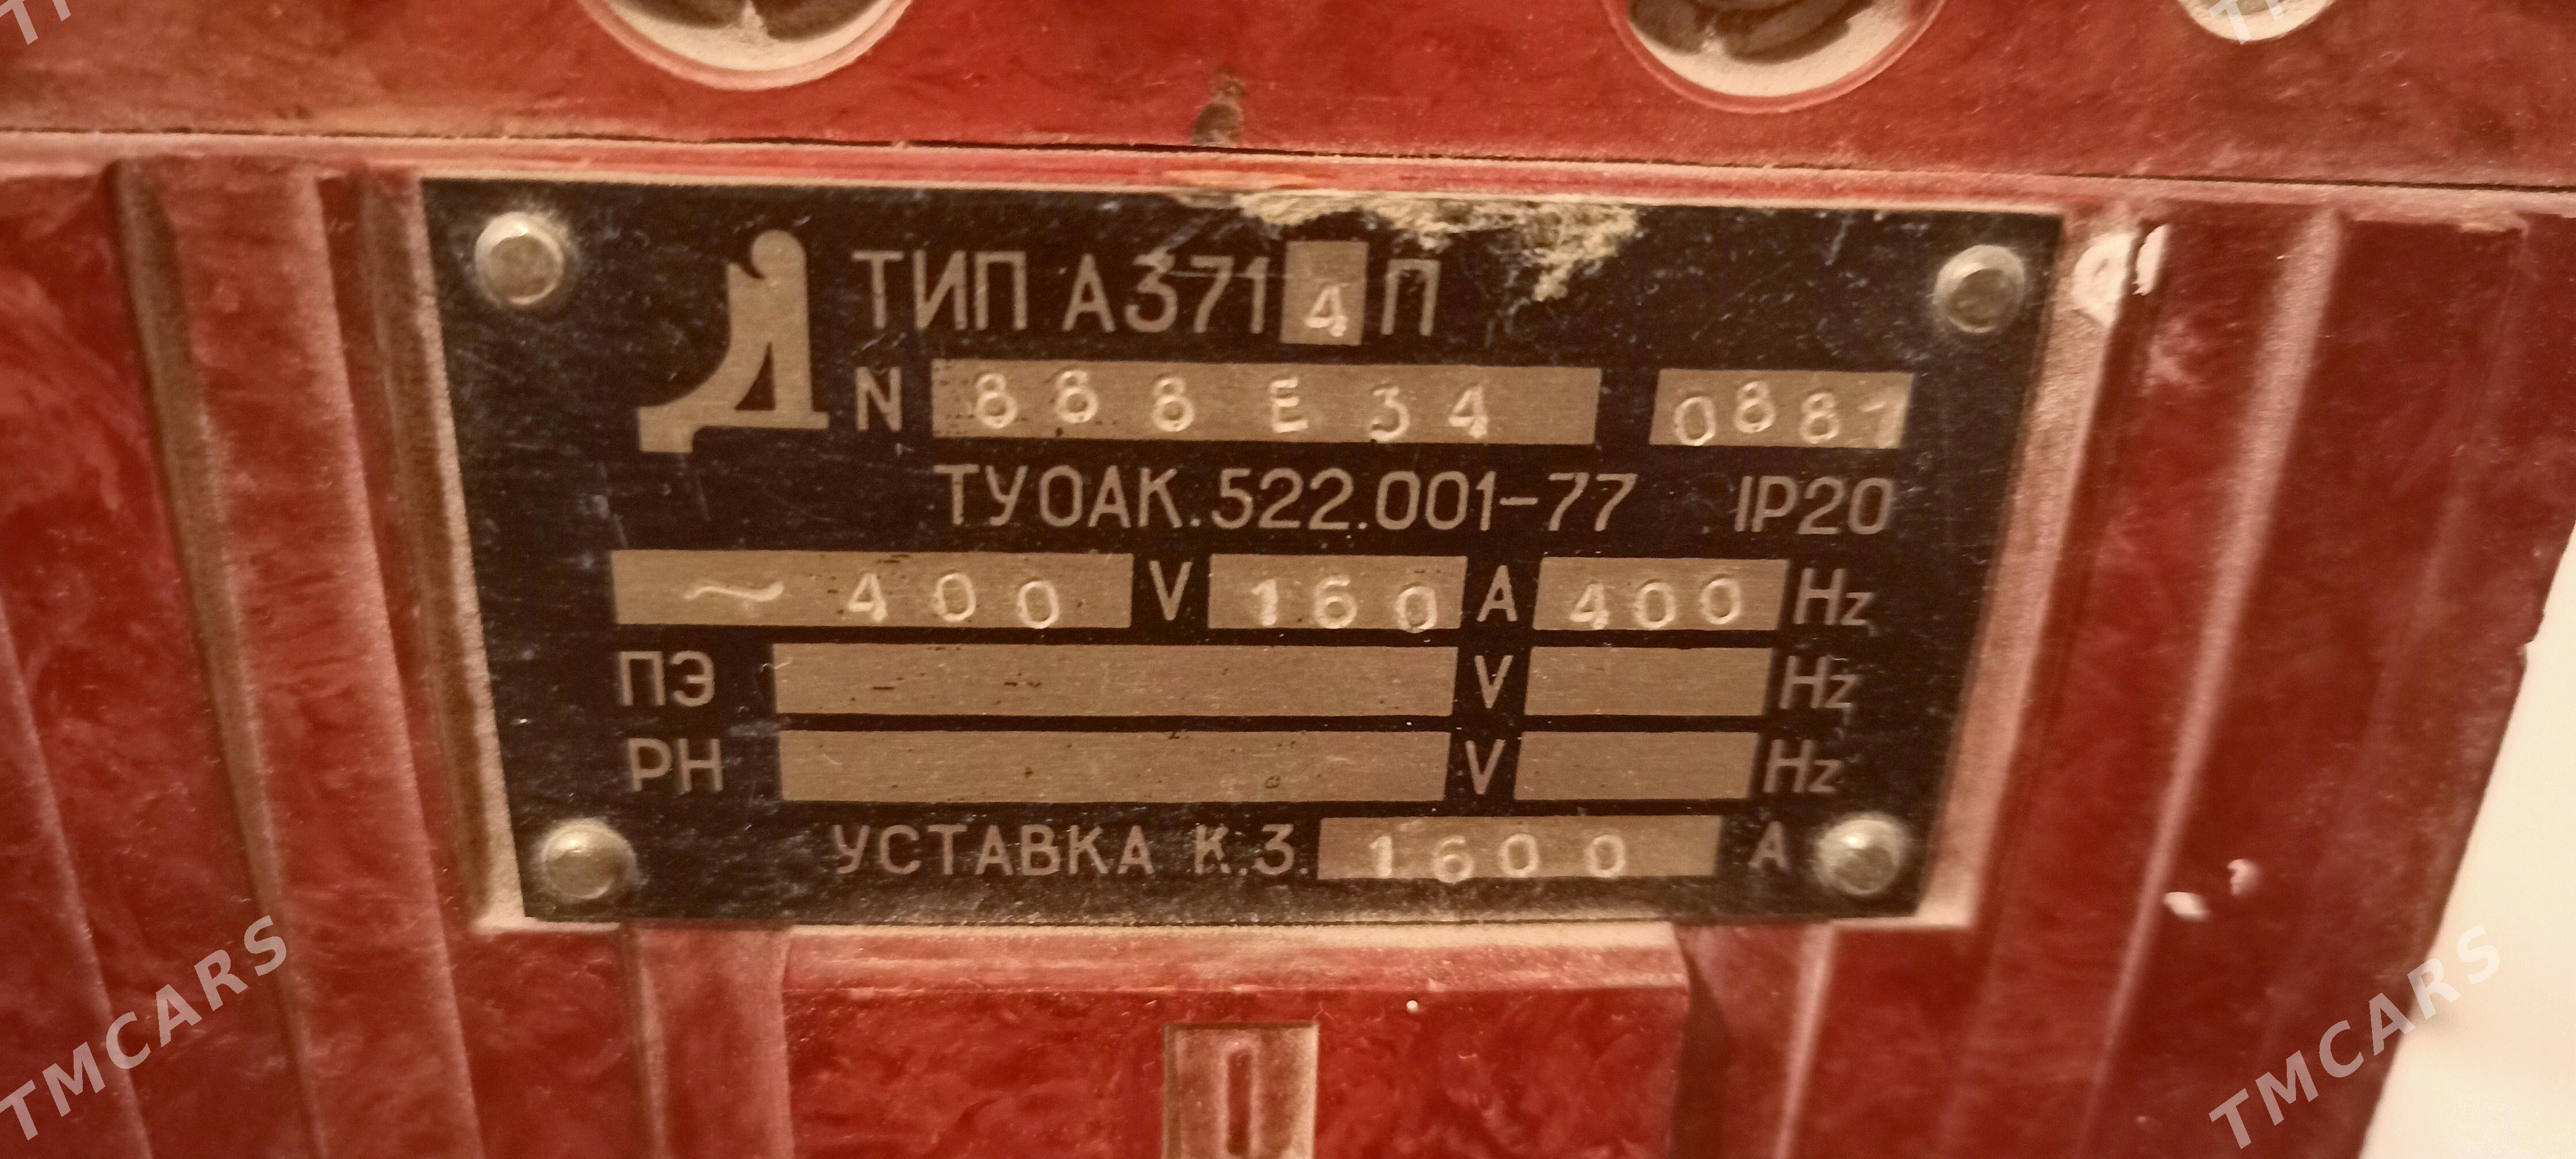 ТИП А3714П
N 888Е34 0881
ТУОАК.522.001-77 IP20
~400 V 160 A 400 Hz
ПЭ V Hz
РН V Hz
УСТАВКА К.З. 1600 А
TMCARS
TMCARS